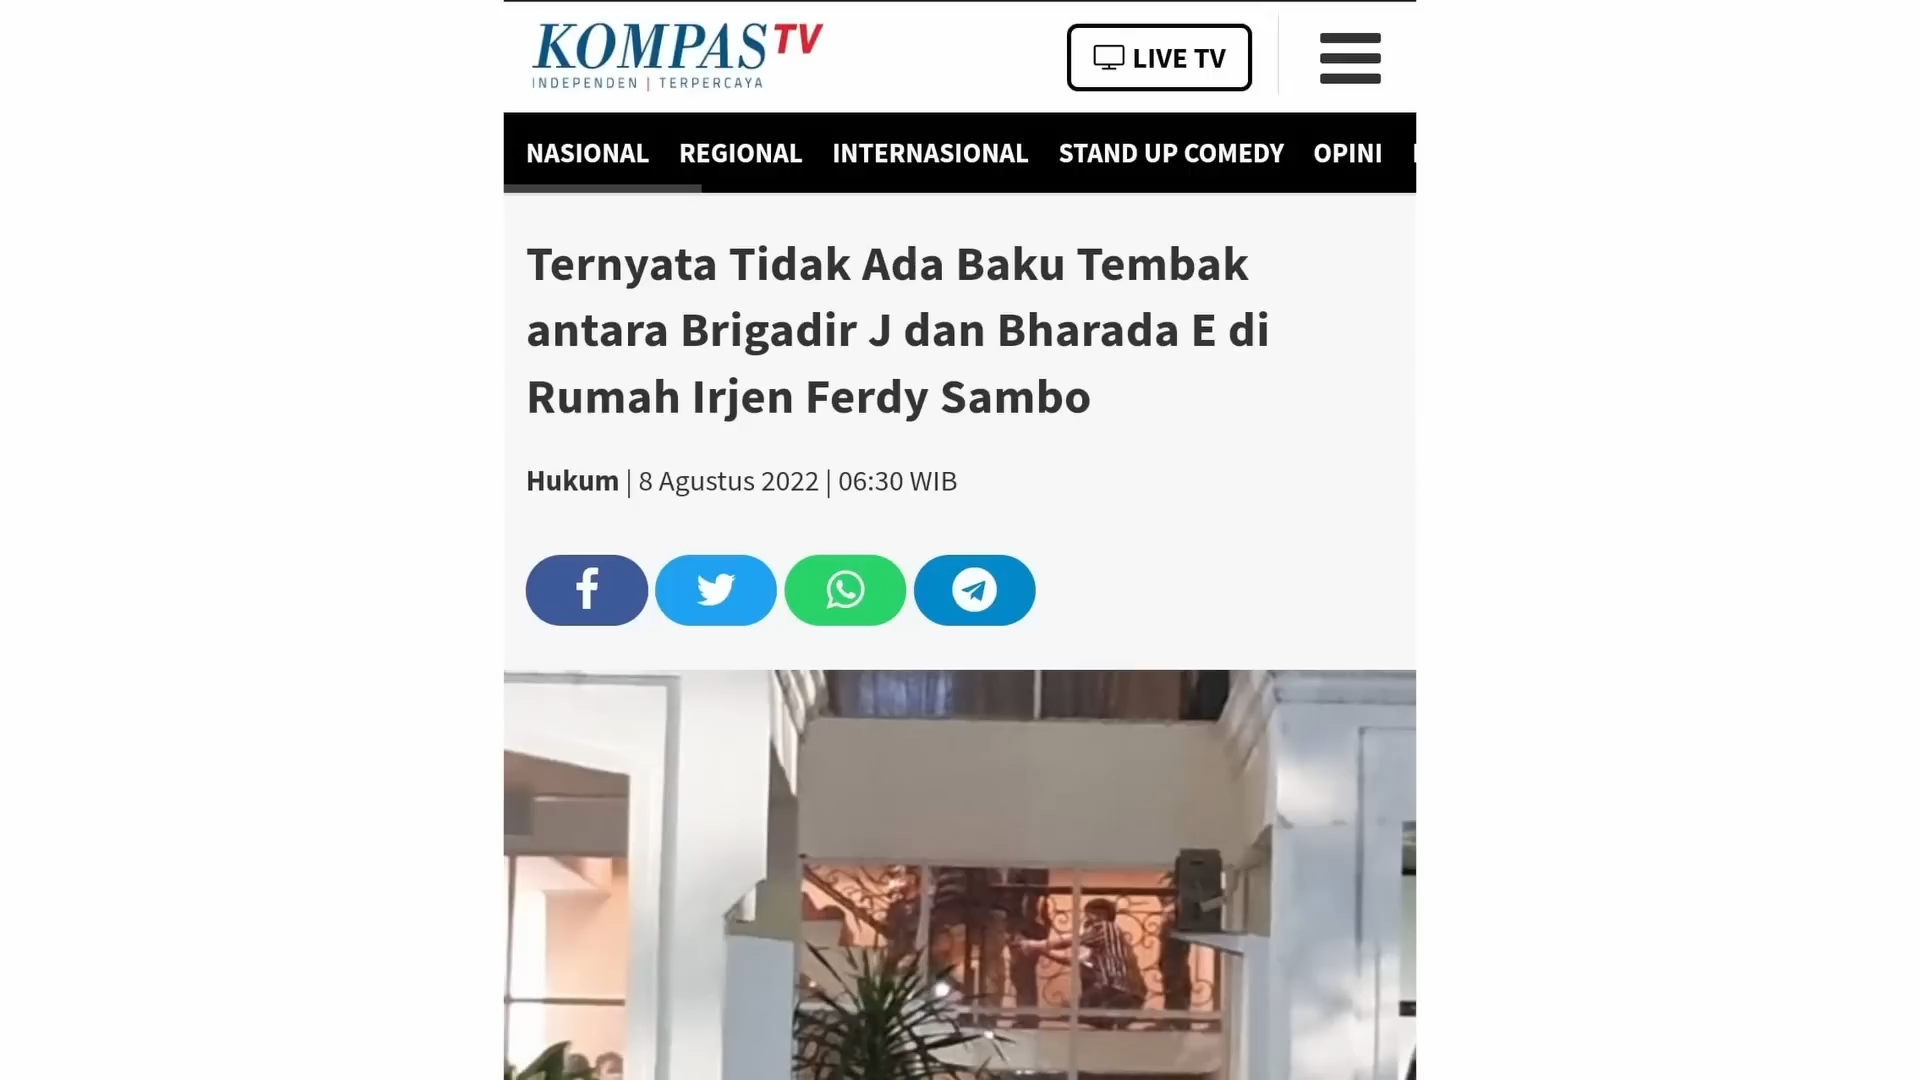 KOMPASTV
INDEPENDEN | TERPERCAYA
LIVE TV
NASIONAL REGIONAL INTERNASIONAL STAND UP COMEDY OPINI
Ternyata Tidak Ada Baku Tembak
antara Brigadir J dan Bharada E di
Rumah Irjen Ferdy Sambo
Hukum | 8 Agustus 2022 | 06:30 WIB